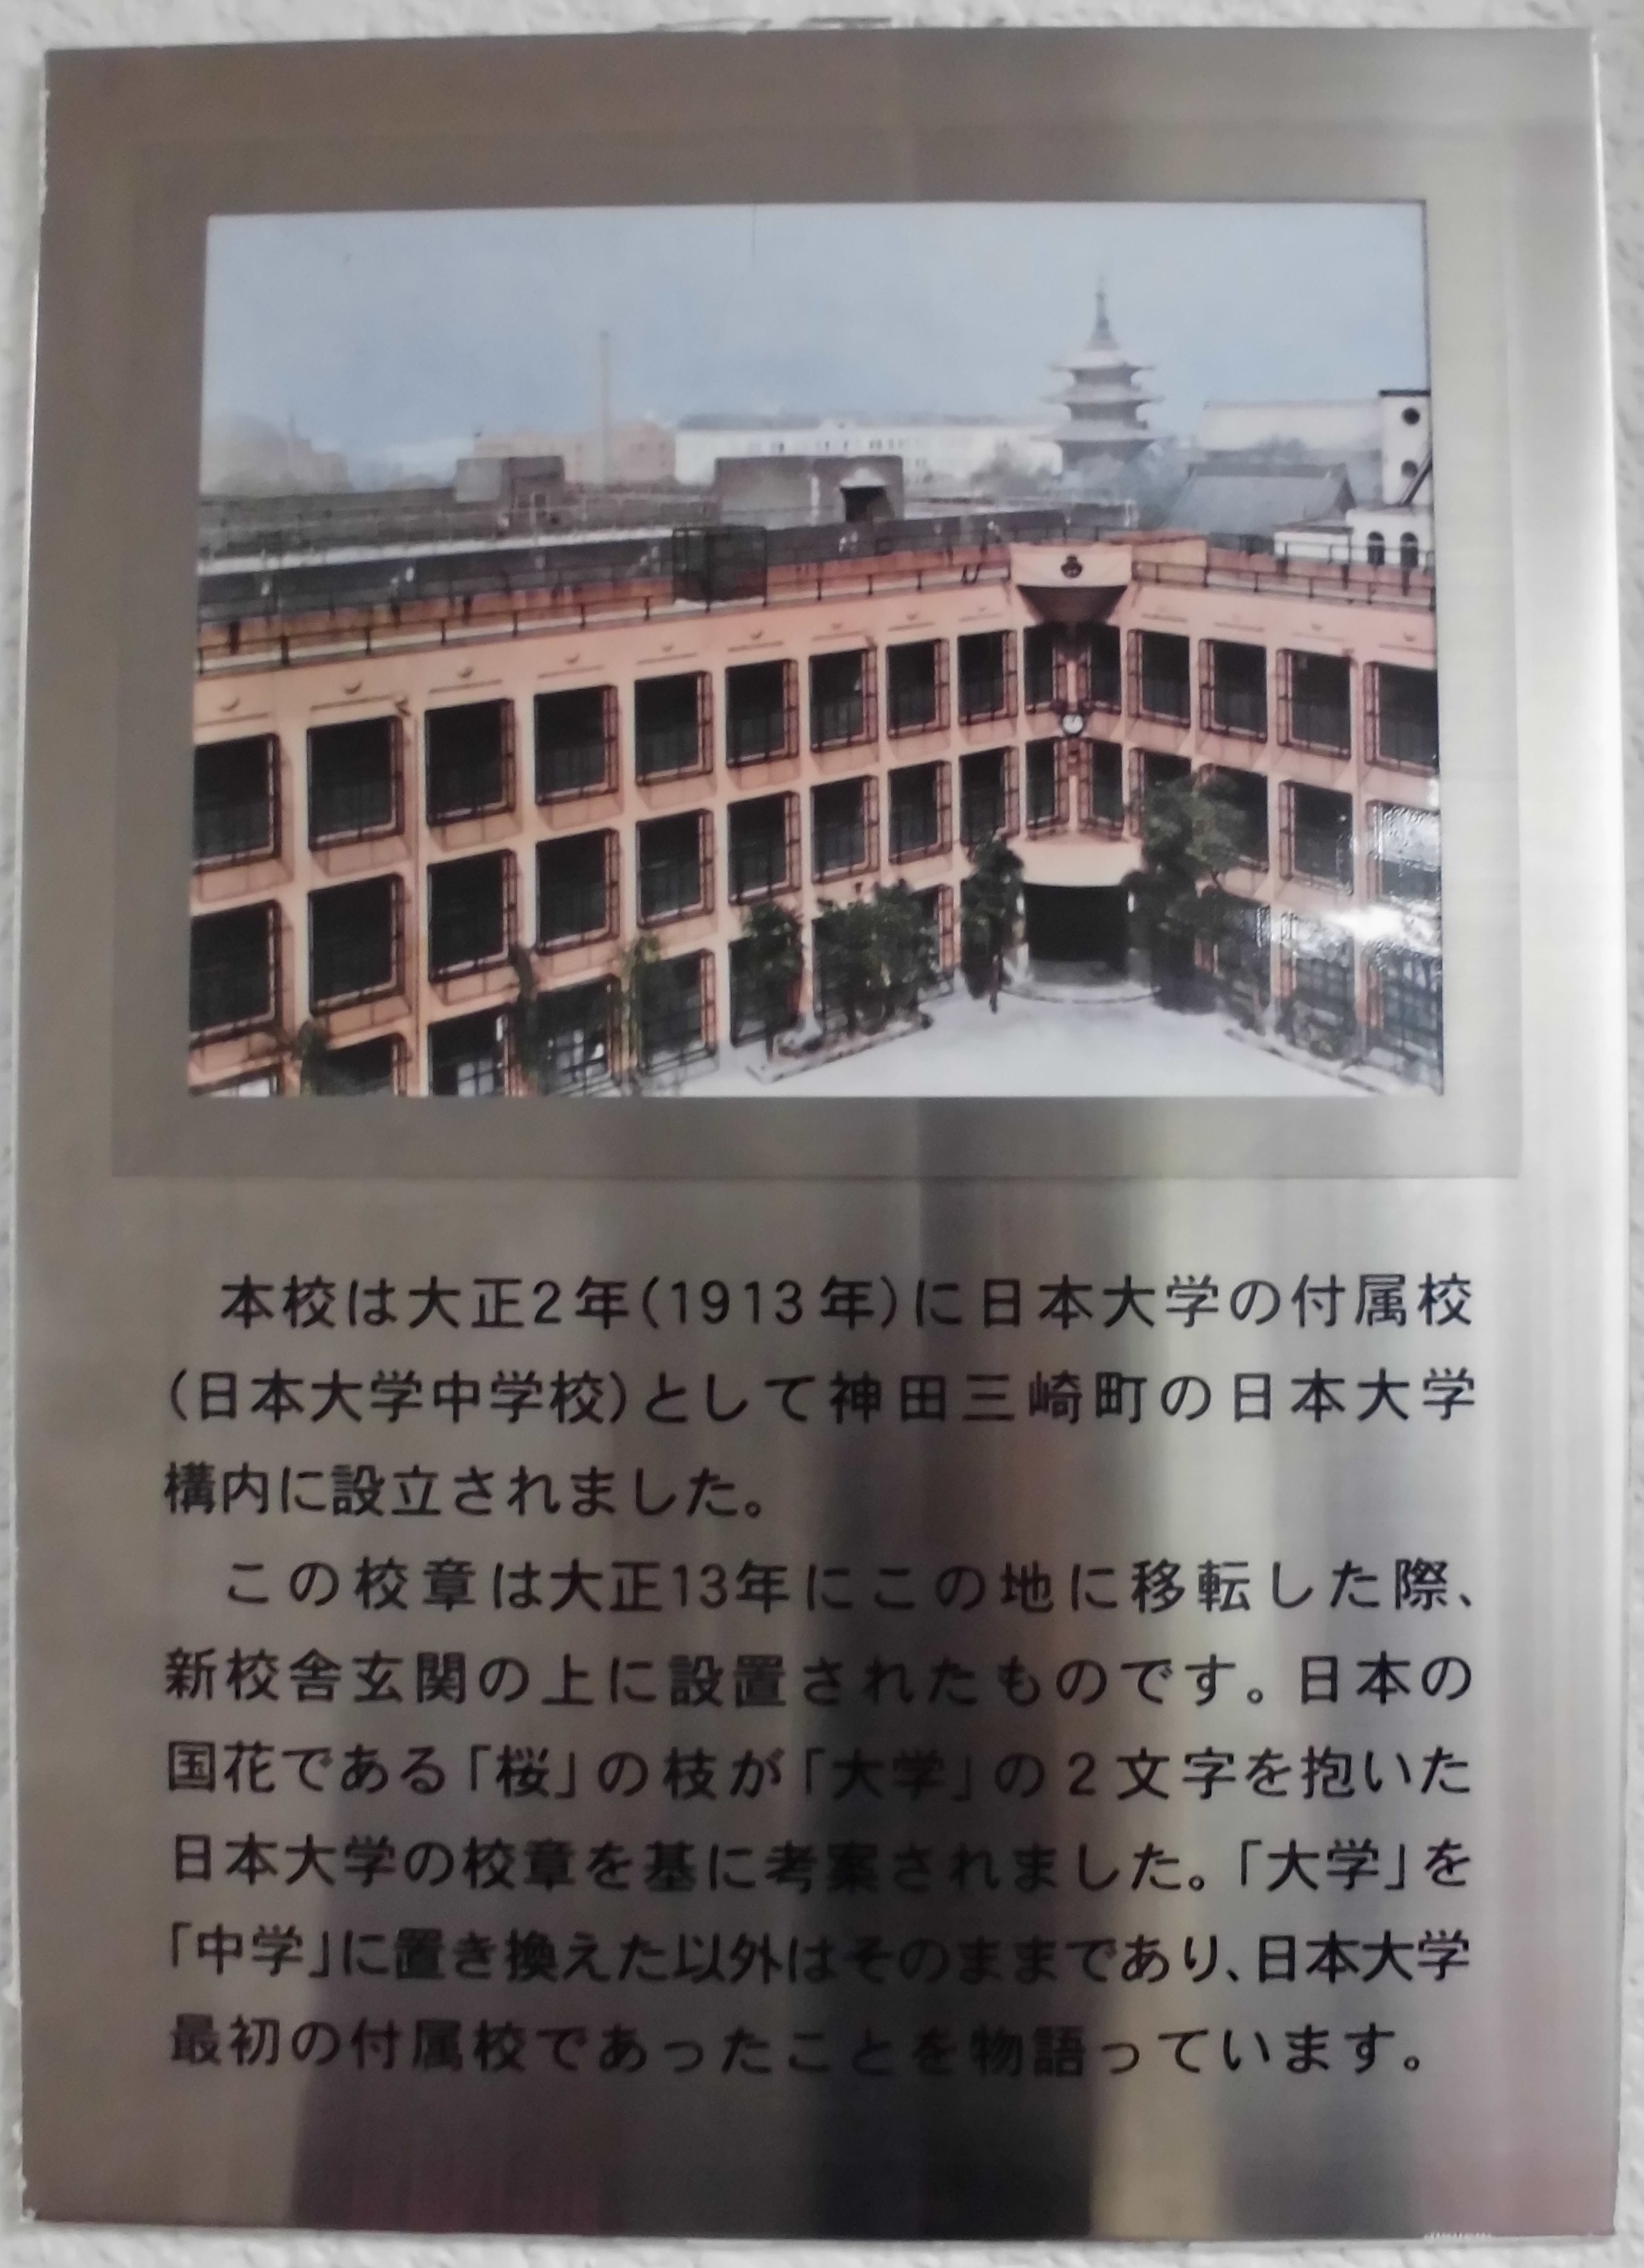 本校は大正2年(1913年)に日本大学の付属校
(日本大学中学校)として神田三崎町の日本大学
構内に設立されました。
この校章は大正13年にこの地に移転した際、
新校舎玄関の上に設置されたものです。日本の
国花である「桜」の枝が「大学」の2文字を抱いた
日本大学の校章を基に考案されました。「大学」を
「中学」に置き換えた以外はそのままであり、日本大学
最初の付属校であったことを物語っています。